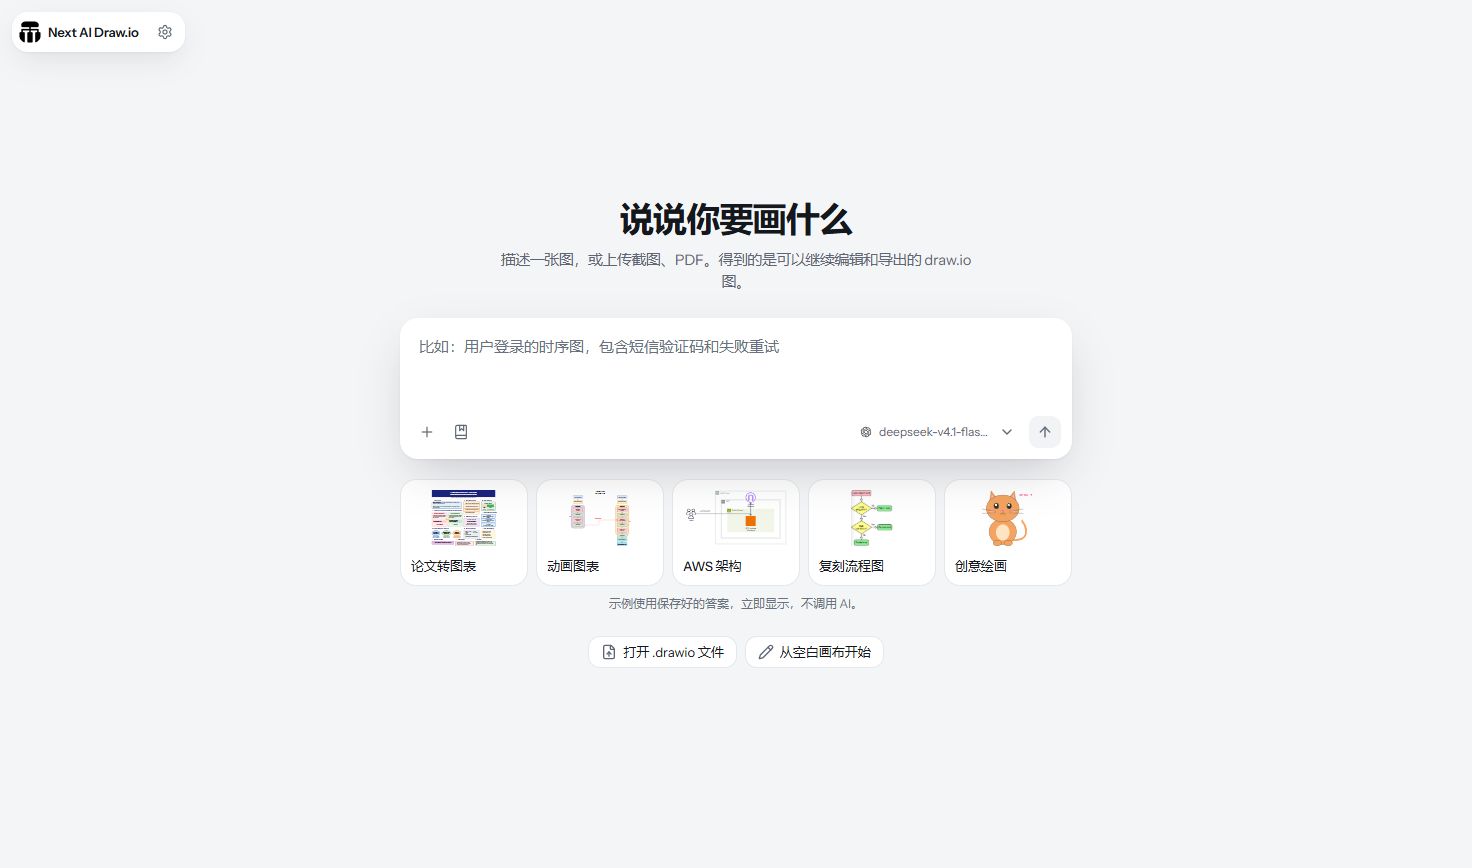 Next AI Draw.io
说说你要画什么
描述一张图，或上传截图、PDF。得到的是可以继续编辑和导出的 draw.io
图。
比如：用户登录的时序图，包含短信验证码和失败重试
deepseek-v4.1-flas...
论文转图表
动画图表
AWS 架构
复刻流程图
创意绘画
示例使用保存好的答案，立即显示，不调用 AI。
打开 .drawio 文件
从空白画布开始